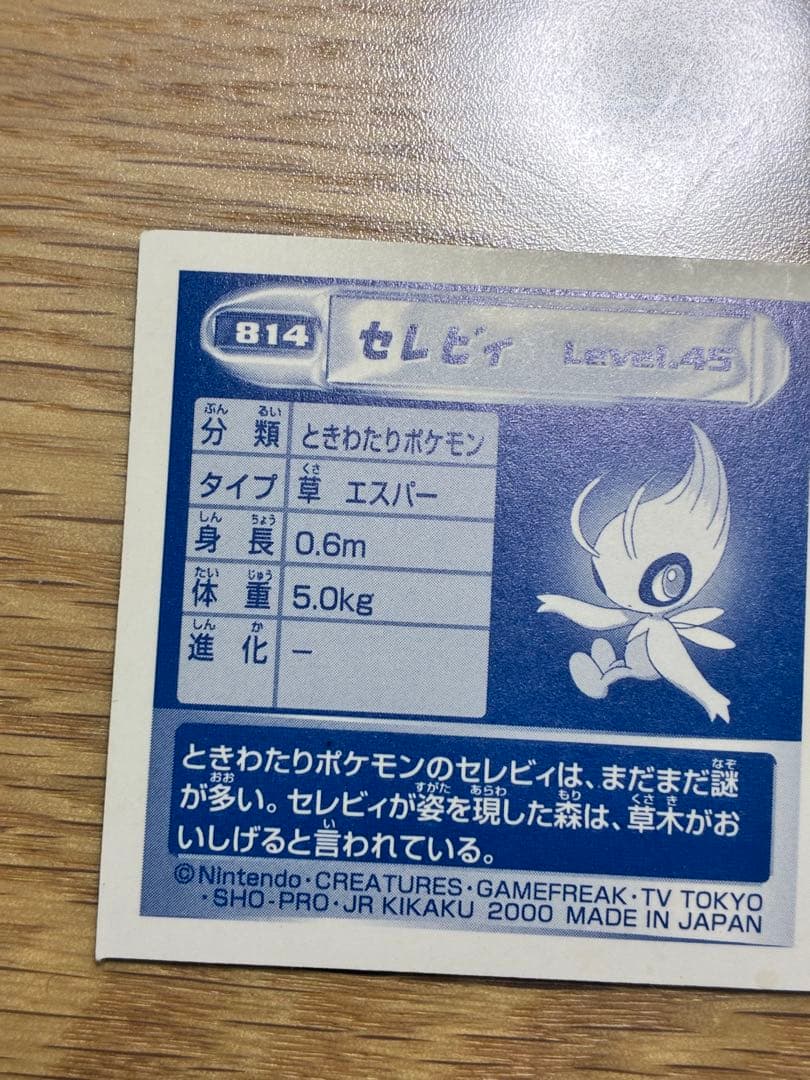 814 セレビィ Level.45
分類 ときわたりポケモン
タイプ 草 エスパー
身長 0.6m
体重 5.0kg
進化 －
ときわたりポケモンのセレビィは、まだまだ謎
が多い。セレビィが姿を現した森は、草木がお
いしげると言われている。
©Nintendo・CREATURES・GAMEFREAK・TV TOKYO
・SHO-PRO・JR KIKAKU 2000 MADE IN JAPAN